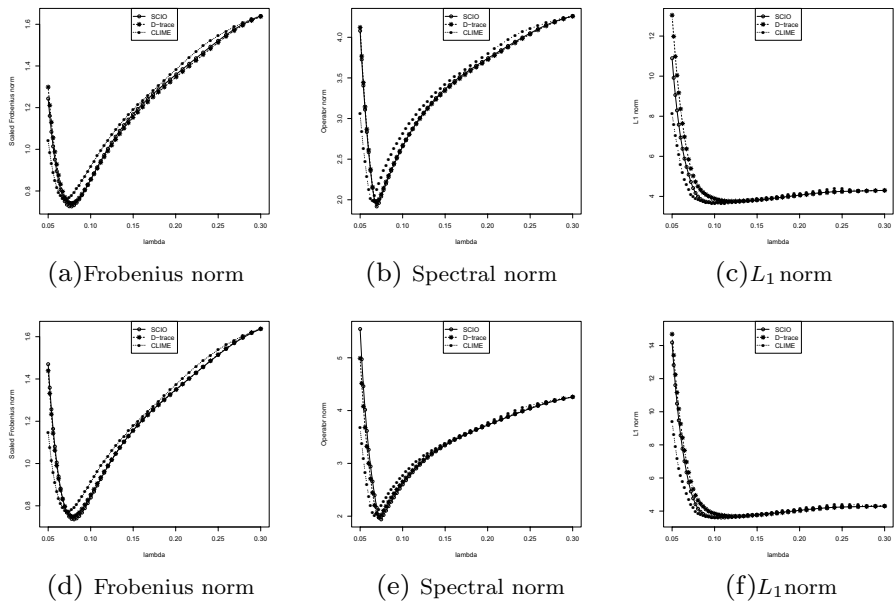 SCIO
D-trace
CLIME
Scaled Frobenius norm
0.8 1.0 1.2 1.4 1.6
0.05 0.10 0.15 0.20 0.25 0.30
lambda
(a)Frobenius norm
SCIO
D-trace
CLIME
Operator norm
2.0 2.5 3.0 3.5 4.0
0.05 0.10 0.15 0.20 0.25 0.30
lambda
(b) Spectral norm
SCIO
D-trace
CLIME
L1 norm
4 6 8 10 12
0.05 0.10 0.15 0.20 0.25 0.30
lambda
(c)L₁ norm
SCIO
D-trace
CLIME
Scaled Frobenius norm
0.8 1.0 1.2 1.4 1.6
0.05 0.10 0.15 0.20 0.25 0.30
lambda
(d) Frobenius norm
SCIO
D-trace
CLIME
Operator norm
2 3 4 5
0.05 0.10 0.15 0.20 0.25 0.30
lambda
(e) Spectral norm
SCIO
D-trace
CLIME
L1 norm
4 6 8 10 12 14
0.05 0.10 0.15 0.20 0.25 0.30
lambda
(f)L₁norm